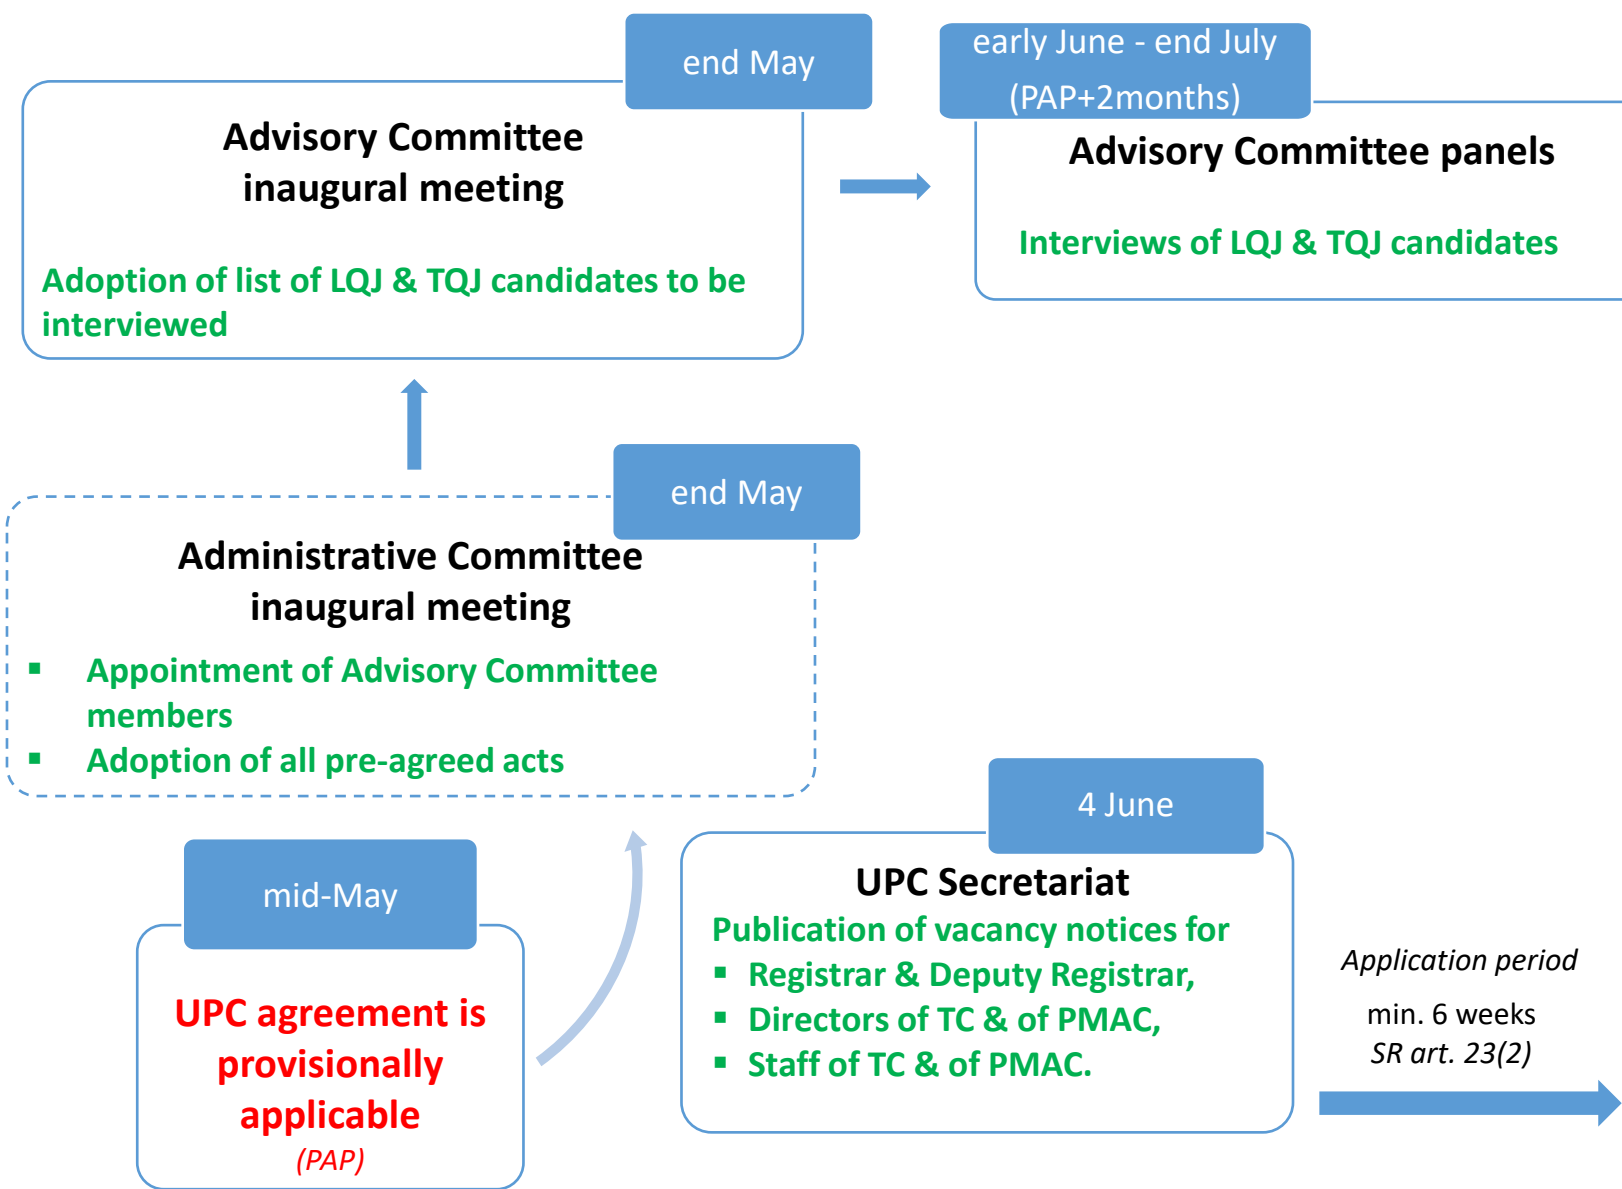 end May
Advisory Committee
inaugural meeting
Adoption of list of LQJ & TQJ candidates to be
interviewed
early June - end July
(PAP+2months)
Advisory Committee panels
Interviews of LQJ & TQJ candidates
end May
Administrative Committee
inaugural meeting
▪ Appointment of Advisory Committee
members
▪ Adoption of all pre-agreed acts
mid-May
UPC agreement is
provisionally
applicable
(PAP)
4 June
UPC Secretariat
Publication of vacancy notices for
▪ Registrar & Deputy Registrar,
▪ Directors of TC & of PMAC,
▪ Staff of TC & of PMAC.
Application period
min. 6 weeks
SR art. 23(2)